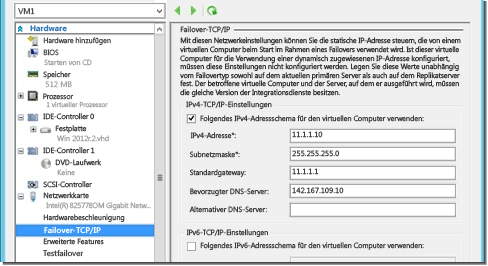 VM1
Hardware
Hardware hinzufügen
BIOS
Starten von CD
Speicher
512 MB
Prozessor
1 virtueller Prozessor
IDE-Controller 0
Festplatte
Win 2012r.2.vhd
IDE-Controller 1
DVD-Laufwerk
Keine
SCSI-Controller
Netzwerkkarte
Intel(R) 825778OM Gigabit Netw...
Hardwarebeschleunigung
Failover-TCP/IP
Erweiterte Features
Testfailover
Failover-TCP/IP
Mit diesen Netzwerkeinstellungen können Sie die statische IP-Adresse steuern, die von einem
virtuellen Computer beim Start im Rahmen eines Failovers verwendet wird. Ist dieser virtuelle
Computer für die Verwendung einer dynamisch zugewiesenen IP-Adresse konfiguriert,
müssen diese Einstellungen nicht konfiguriert werden. Legen Sie diese Werte unabhängig
vom Failovertyp sowohl auf dem aktuellen primären Server als auch auf dem Replikatserver
fest. Der betroffene virtuelle Computer und der Server, auf dem er ausgeführt wird, müssen
die gleiche Version der Integrationsdienste besitzen.
IPv4-TCP/IP-Einstellungen
Folgendes IPv4-Adressschema für den virtuellen Computer verwenden:
IPv4-Adresse*: 11.1.1.10
Subnetzmaske*: 255.255.255.0
Standardgateway: 11.1.1.1
Bevorzugter DNS-Server: 142.167.109.10
Alternativer DNS-Server:
IPv6-TCP/IP-Einstellungen
Folgendes IPv6-Adressschema für den virtuellen Computer verwenden: